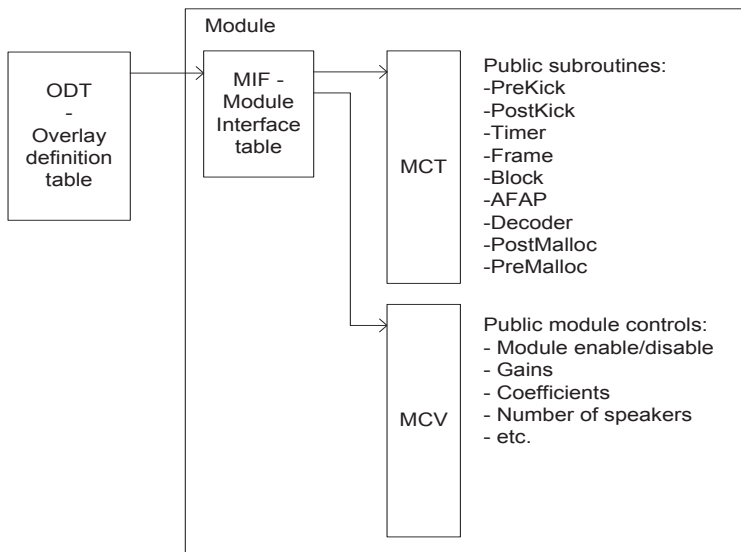 Module
ODT
-
Overlay
definition
table
MIF -
Module
Interface
table
MCT
Public subroutines:
-PreKick
-PostKick
-Timer
-Frame
-Block
-AFAP
-Decoder
-PostMalloc
-PreMalloc
MCV
Public module controls:
- Module enable/disable
- Gains
- Coefficients
- Number of speakers
- etc.